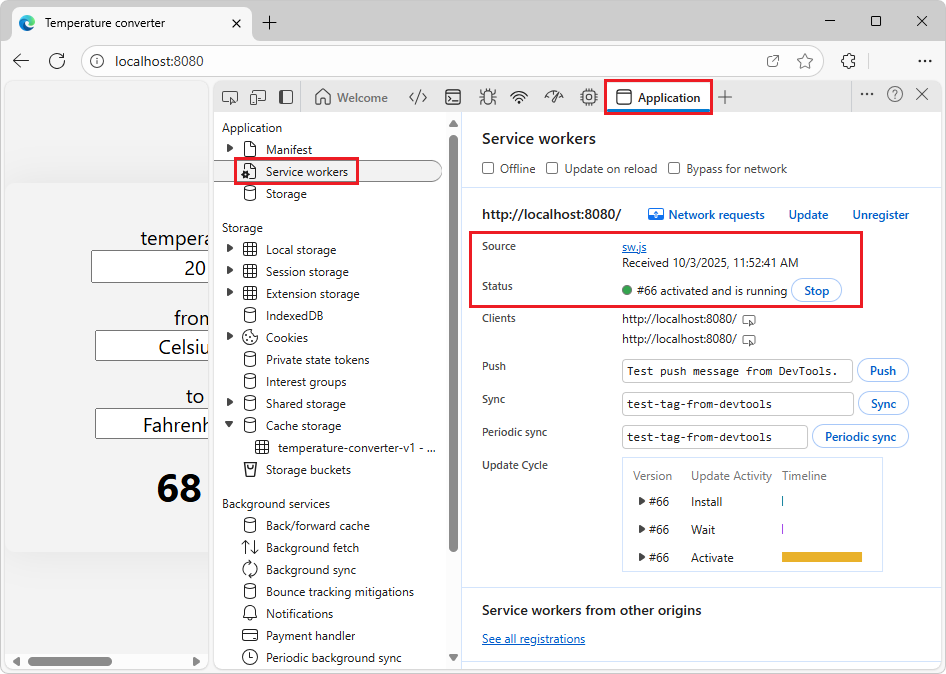 Temperature converter
localhost:8080
Welcome
Application
tempera
20
from
Celsiu
to
Fahrenh
68
Application
Manifest
Service workers
Storage
Storage
Local storage
Session storage
Extension storage
IndexedDB
Cookies
Private state tokens
Interest groups
Shared storage
Cache storage
temperature-converter-v1 - ...
Storage buckets
Background services
Back/forward cache
Background fetch
Background sync
Bounce tracking mitigations
Notifications
Payment handler
Periodic background sync
Service workers
Offline Update on reload Bypass for network
http://localhost:8080/ Network requests Update Unregister
Source sw.js
Received 10/3/2025, 11:52:41 AM
Status #66 activated and is running Stop
Clients http://localhost:8080/
http://localhost:8080/
Push Test push message from DevTools. Push
Sync test-tag-from-devtools Sync
Periodic sync test-tag-from-devtools Periodic sync
Update Cycle Version Update Activity Timeline
#66 Install
#66 Wait
#66 Activate
Service workers from other origins
See all registrations